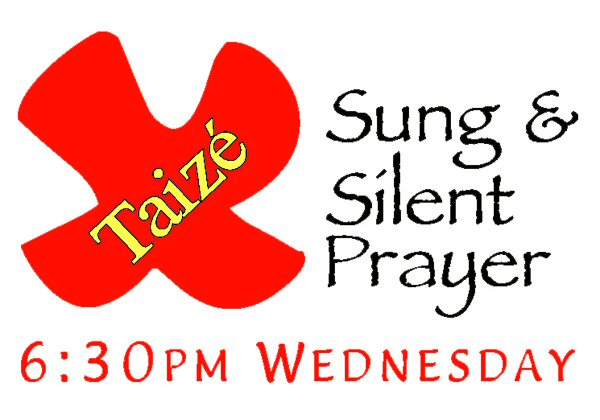 Taizé
Sung &
Silent
Prayer
6:30PM WEDNESDAY